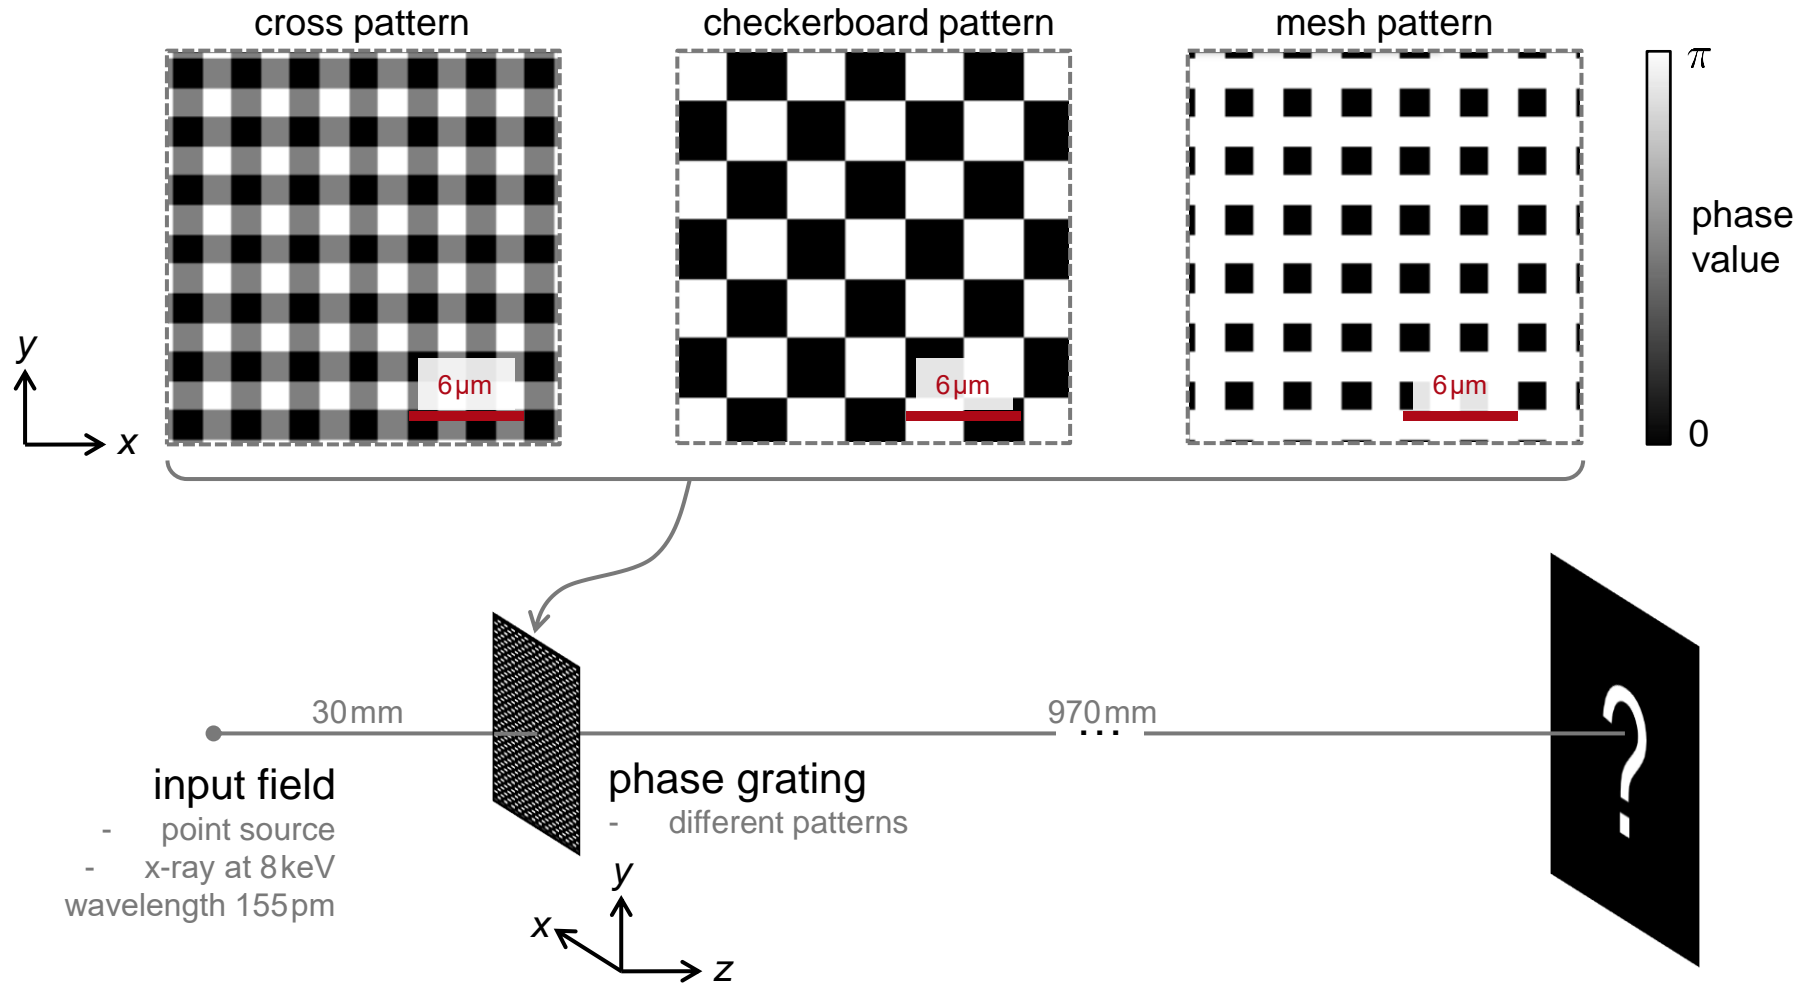 cross pattern
checkerboard pattern
mesh pattern
π
phase
value
0
6µm
6µm
6µm
y
x
30mm
970mm
...
input field
- point source
- x-ray at 8keV
wavelength 155pm
phase grating
- different patterns
y
x
z
?